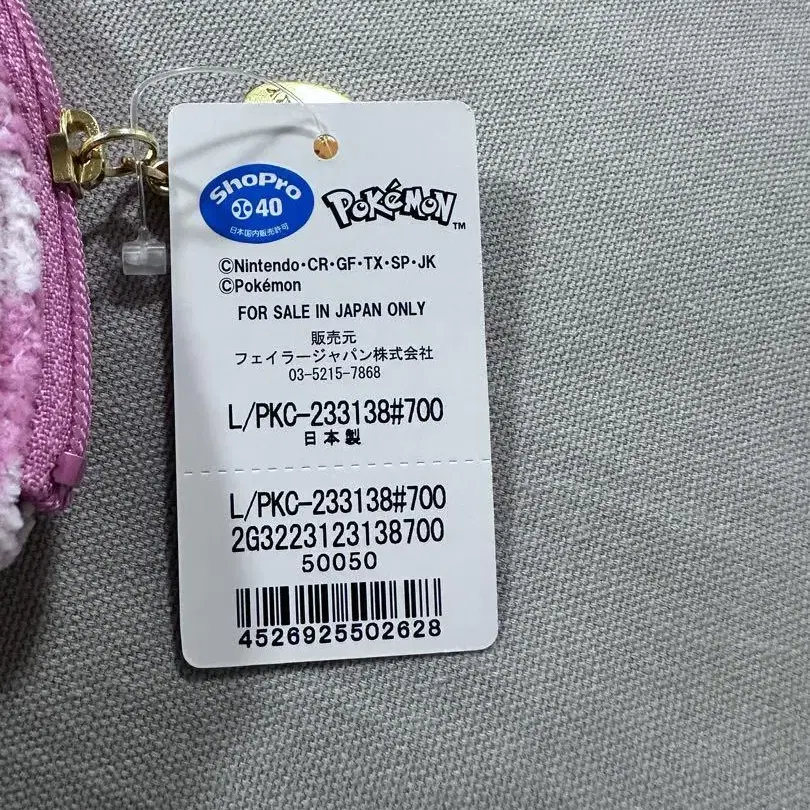 ShoPro
40
日本国内販売許可
POKéMON
TM
©Nintendo・CR・GF・TX・SP・JK
©Pokémon
FOR SALE IN JAPAN ONLY
販売元
フェイラージャパン株式会社
03-5215-7868
L/PKC-233138#700
日本製
L/PKC-233138#700
2G3223123138700
50050
4526925502628